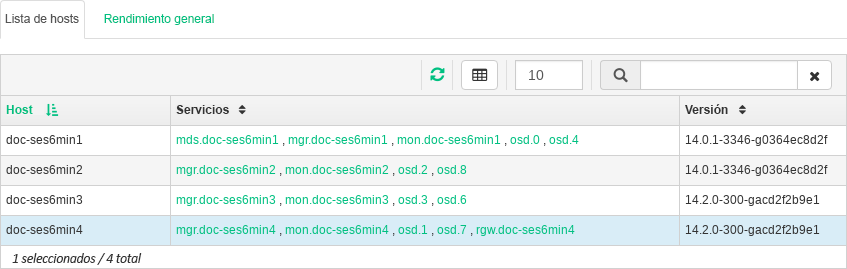 Lista de hosts Rendimiento general
10
Host Servicios Versión
doc-ses6min1 mds.doc-ses6min1 , mgr.doc-ses6min1 , mon.doc-ses6min1 , osd.0 , osd.4 14.0.1-3346-g0364ec8d2f
doc-ses6min2 mgr.doc-ses6min2 , mon.doc-ses6min2 , osd.2 , osd.8 14.0.1-3346-g0364ec8d2f
doc-ses6min3 mgr.doc-ses6min3 , mon.doc-ses6min3 , osd.3 , osd.6 14.2.0-300-gacd2f2b9e1
doc-ses6min4 mgr.doc-ses6min4 , mon.doc-ses6min4 , osd.1 , osd.7 , rgw.doc-ses6min4 14.2.0-300-gacd2f2b9e1
1 seleccionados / 4 total